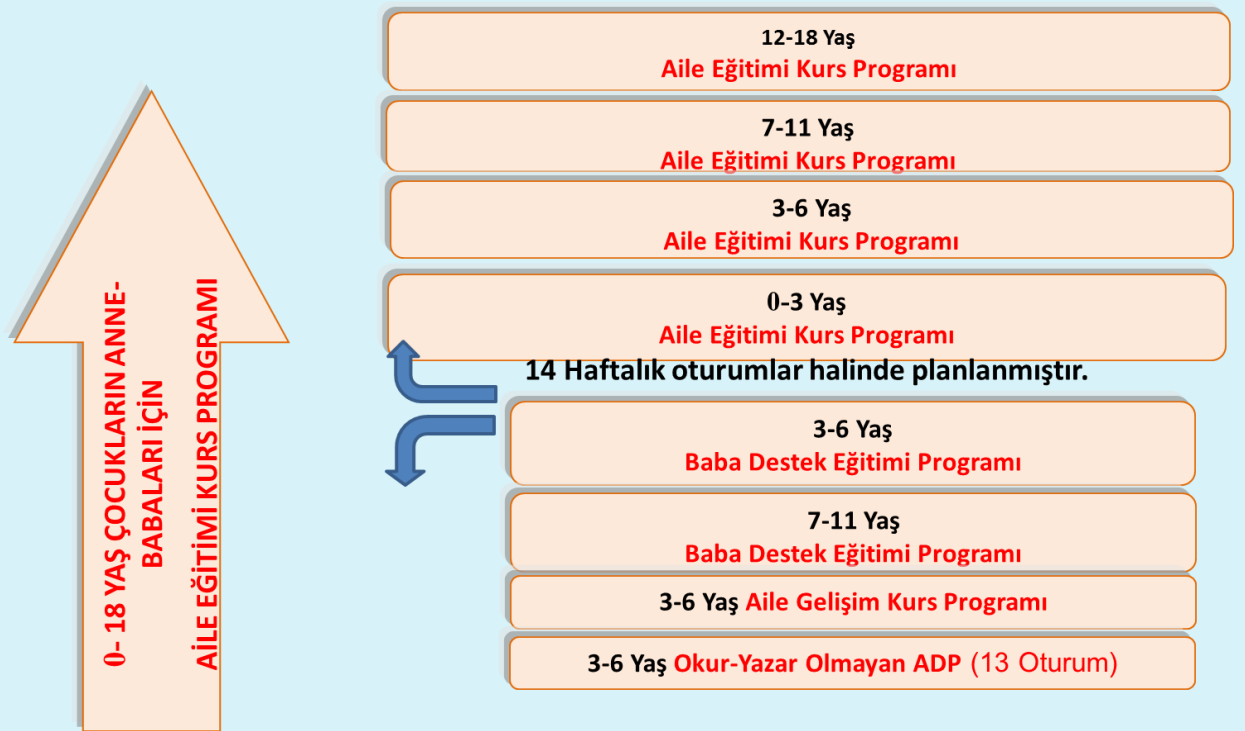 12-18 Yaş
Aile Eğitimi Kurs Programı
7-11 Yaş
Aile Eğitimi Kurs Programı
3-6 Yaş
Aile Eğitimi Kurs Programı
0-3 Yaş
Aile Eğitimi Kurs Programı
14 Haftalık oturumlar halinde planlanmıştır.
3-6 Yaş
Baba Destek Eğitimi Programı
7-11 Yaş
Baba Destek Eğitimi Programı
3-6 Yaş Aile Gelişim Kurs Programı
3-6 Yaş Okur-Yazar Olmayan ADP (13 Oturum)
0- 18 YAŞ ÇOCUKLARIN ANNE-
BABALARI İÇİN
AİLE EĞİTİMİ KURS PROGRAMI